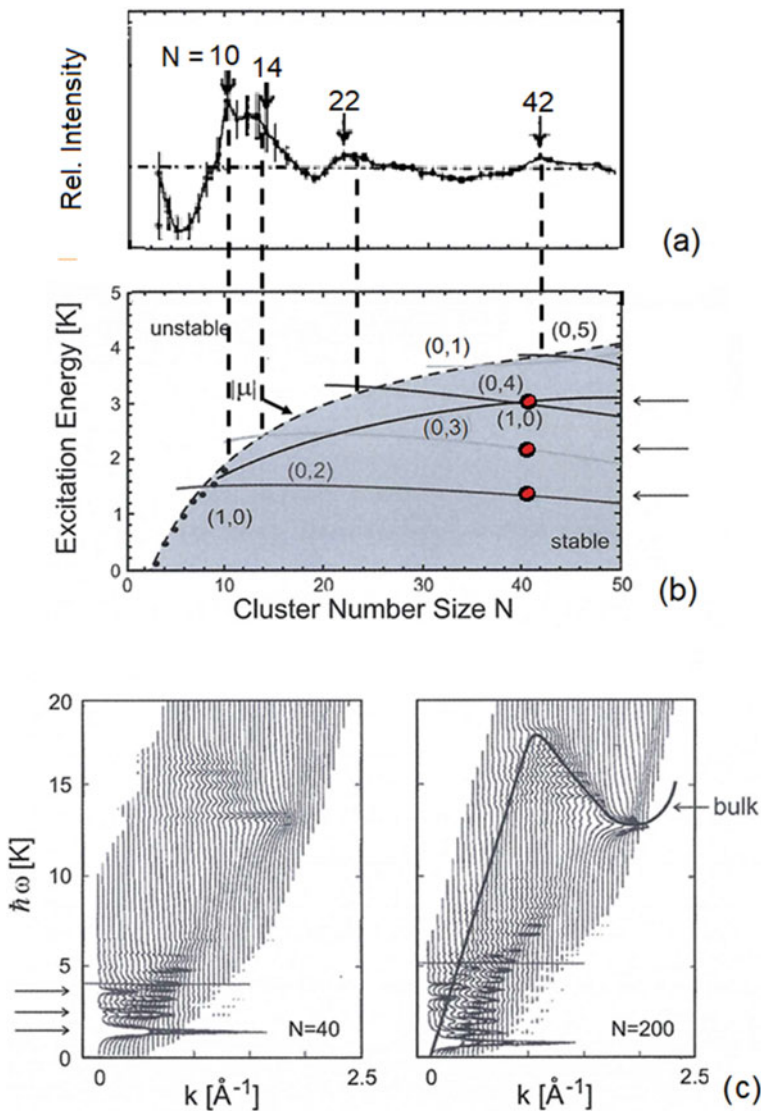 N = 10
14
22
42
Rel. Intensity
(a)
5
4
3
2
1
0
Excitation Energy [K]
unstable
|μ|
(0,1)
(0,5)
(0,4)
(1,0)
(0,3)
(0,2)
(1,0)
stable
0
10
20
30
40
50
Cluster Number Size N
(b)
20
15
10
5
0
ħω [K]
N=40
0
2.5
k [Å⁻¹]
bulk
N=200
0
2.5
k [Å⁻¹]
(c)